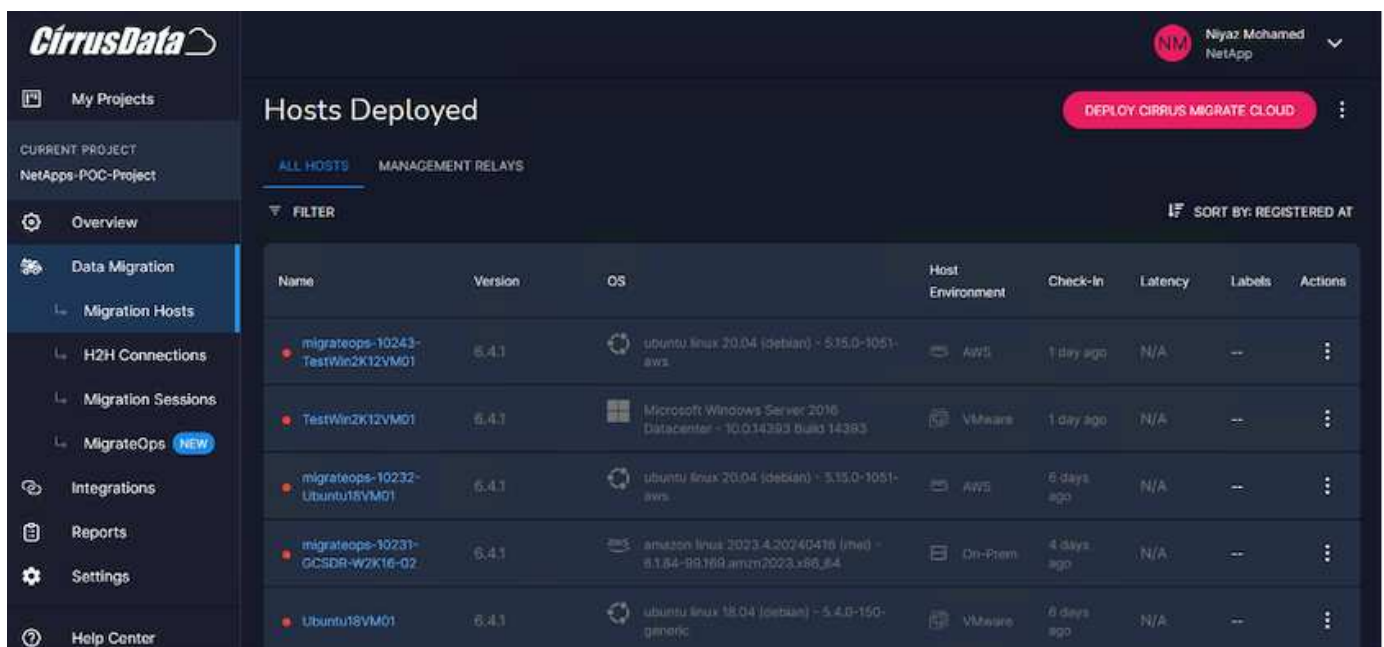 CirrusData
NM
Niyaz Mohamed
NetApp
My Projects
CURRENT PROJECT
NetApps-POC-Project
Overview
Data Migration
Migration Hosts
H2H Connections
Migration Sessions
MigrateOps NEW
Integrations
Reports
Settings
Help Center
Hosts Deployed
DEPLOY CIRRUS MIGRATE CLOUD
ALL HOSTS MANAGEMENT RELAYS
FILTER
SORT BY: REGISTERED AT
Name Version OS Host Environment Check-In Latency Labels Actions
migrateops-10243-
TestWin2K12VM01
6.4.1
ubuntu linux 20.04 (debian) - 5.15.0-1051-
aws
AWS
1 day ago
N/A
--
TestWin2K12VM01
6.4.1
Microsoft Windows Server 2016
Datacenter - 10.0.14393 Build 14393
VMware
1 day ago
N/A
--
migrateops-10232-
Ubuntu18VM01
6.4.1
ubuntu linux 20.04 (debian) - 5.15.0-1051-
aws
AWS
6 days
ago
N/A
--
migrateops-10231-
GCSDR-W2K16-02
6.4.1
aws
amazon linux 2023.4.20240416 (rhel) -
6.1.84-99.169.amzn2023.x86_64
On-Prem
4 days
ago
N/A
--
Ubuntu18VM01
6.4.1
ubuntu linux 18.04 (debian) - 5.4.0-150-
generic
VMware
6 days
ago
N/A
--